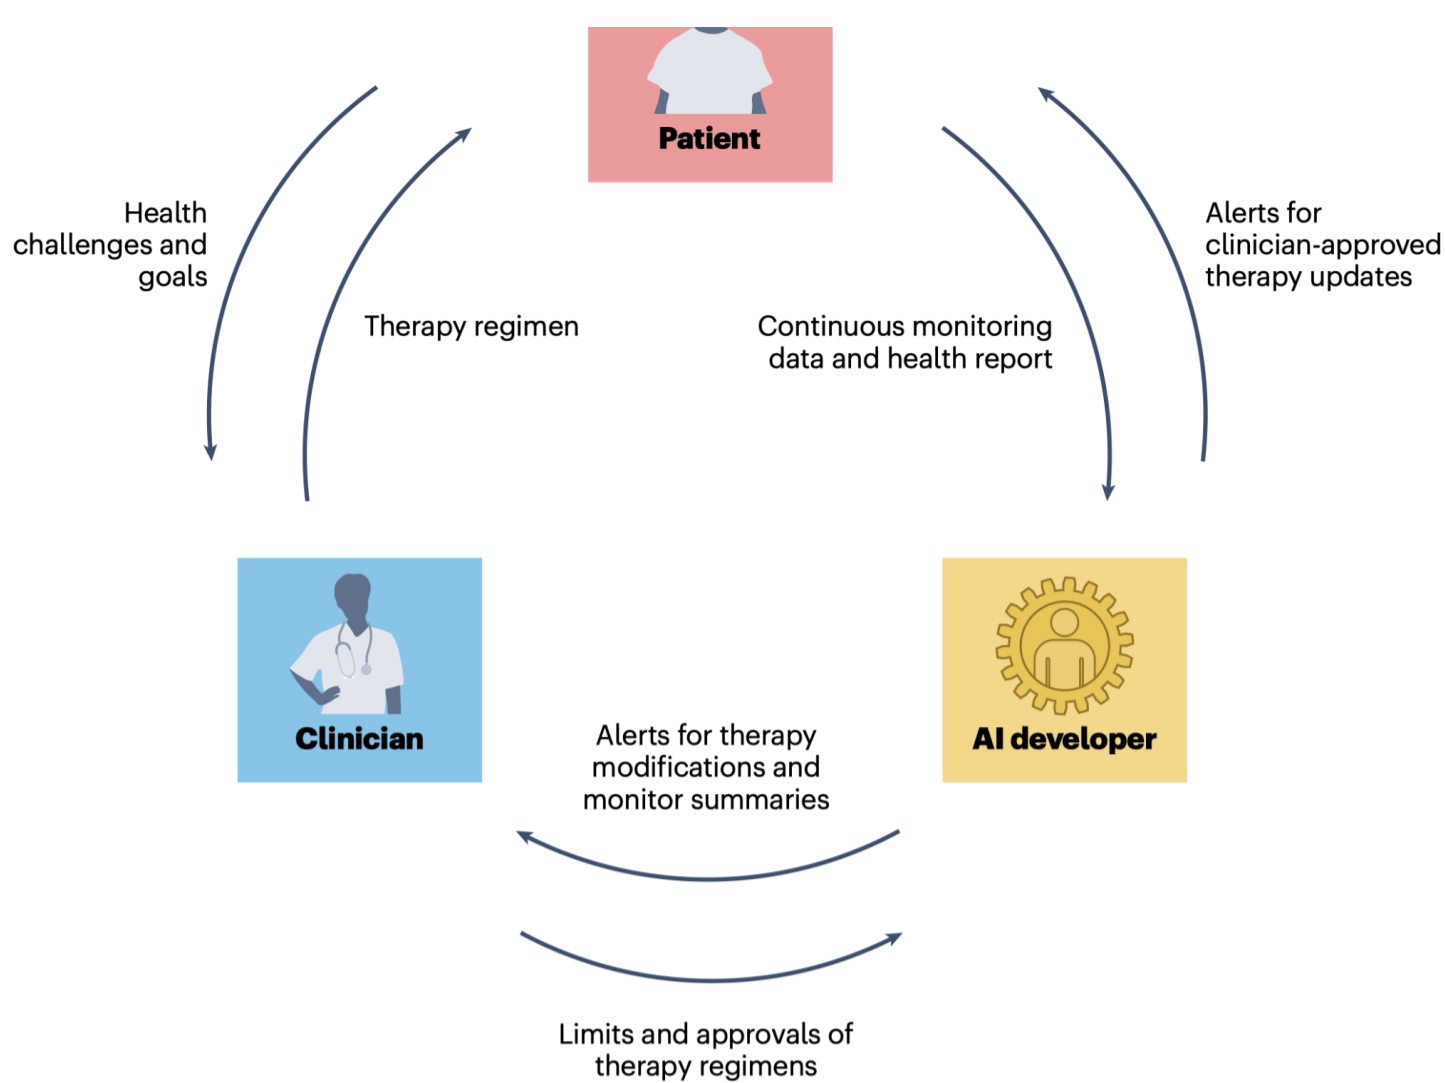 Patient
Health
challenges and
goals
Therapy regimen
Continuous monitoring
data and health report
Alerts for
clinician-approved
therapy updates
Clinician
AI developer
Alerts for therapy
modifications and
monitor summaries
Limits and approvals of
therapy regimens